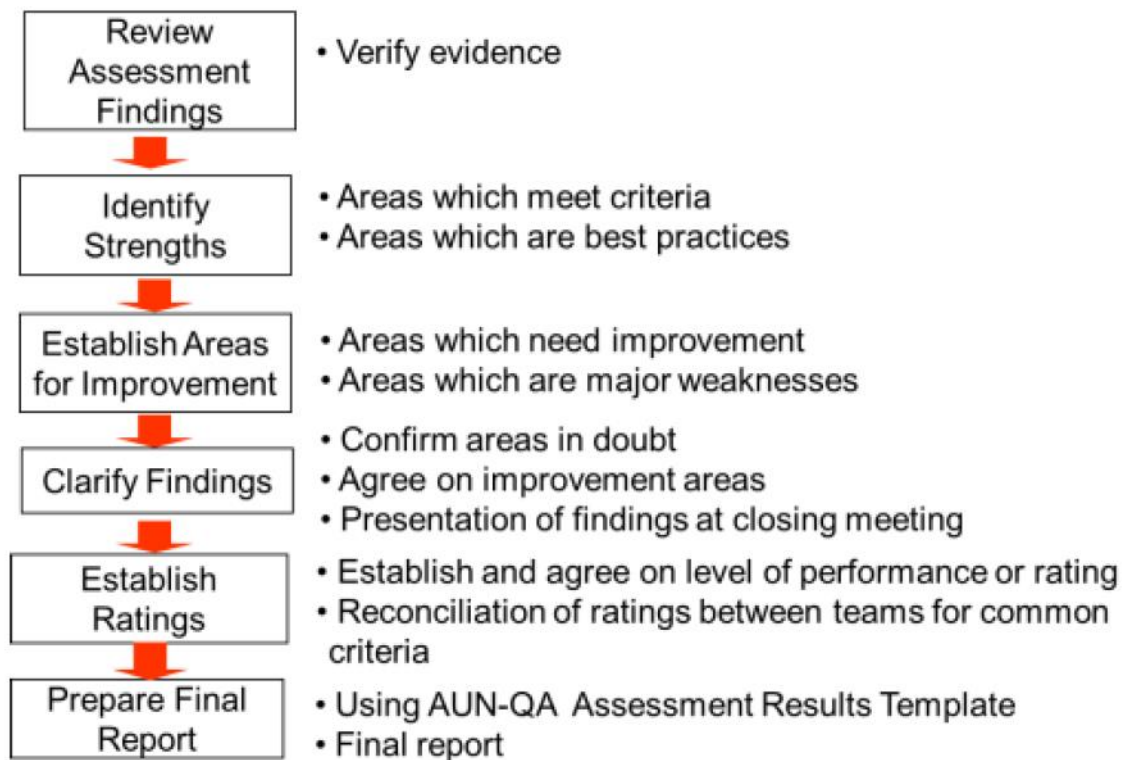 Review
Assessment
Findings
• Verify evidence
Identify
Strengths
• Areas which meet criteria
• Areas which are best practices
Establish Areas
for Improvement
• Areas which need improvement
• Areas which are major weaknesses
Clarify Findings
• Confirm areas in doubt
• Agree on improvement areas
• Presentation of findings at closing meeting
Establish
Ratings
• Establish and agree on level of performance or rating
• Reconciliation of ratings between teams for common
criteria
Prepare Final
Report
• Using AUN-QA Assessment Results Template
• Final report